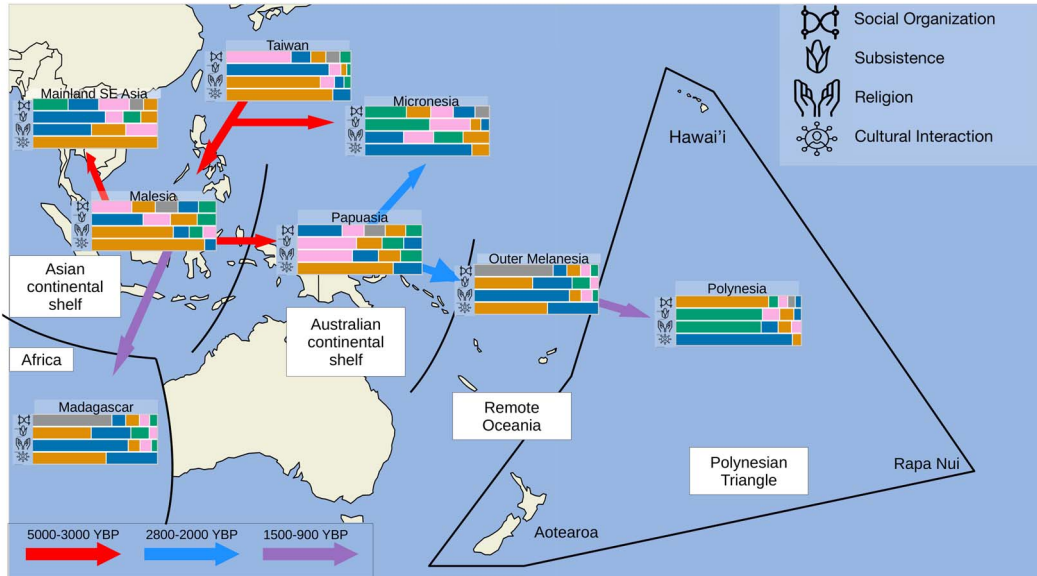 Social Organization
Subsistence
Religion
Cultural Interaction
Taiwan
Mainland SE Asia
Micronesia
Hawai'i
Malesia
Papuasia
Outer Melanesia
Polynesia
Asian
continental
shelf
Australian
continental
shelf
Africa
Madagascar
Remote
Oceania
Polynesian
Triangle
Rapa Nui
Aotearoa
5000-3000 YBP
2800-2000 YBP
1500-900 YBP